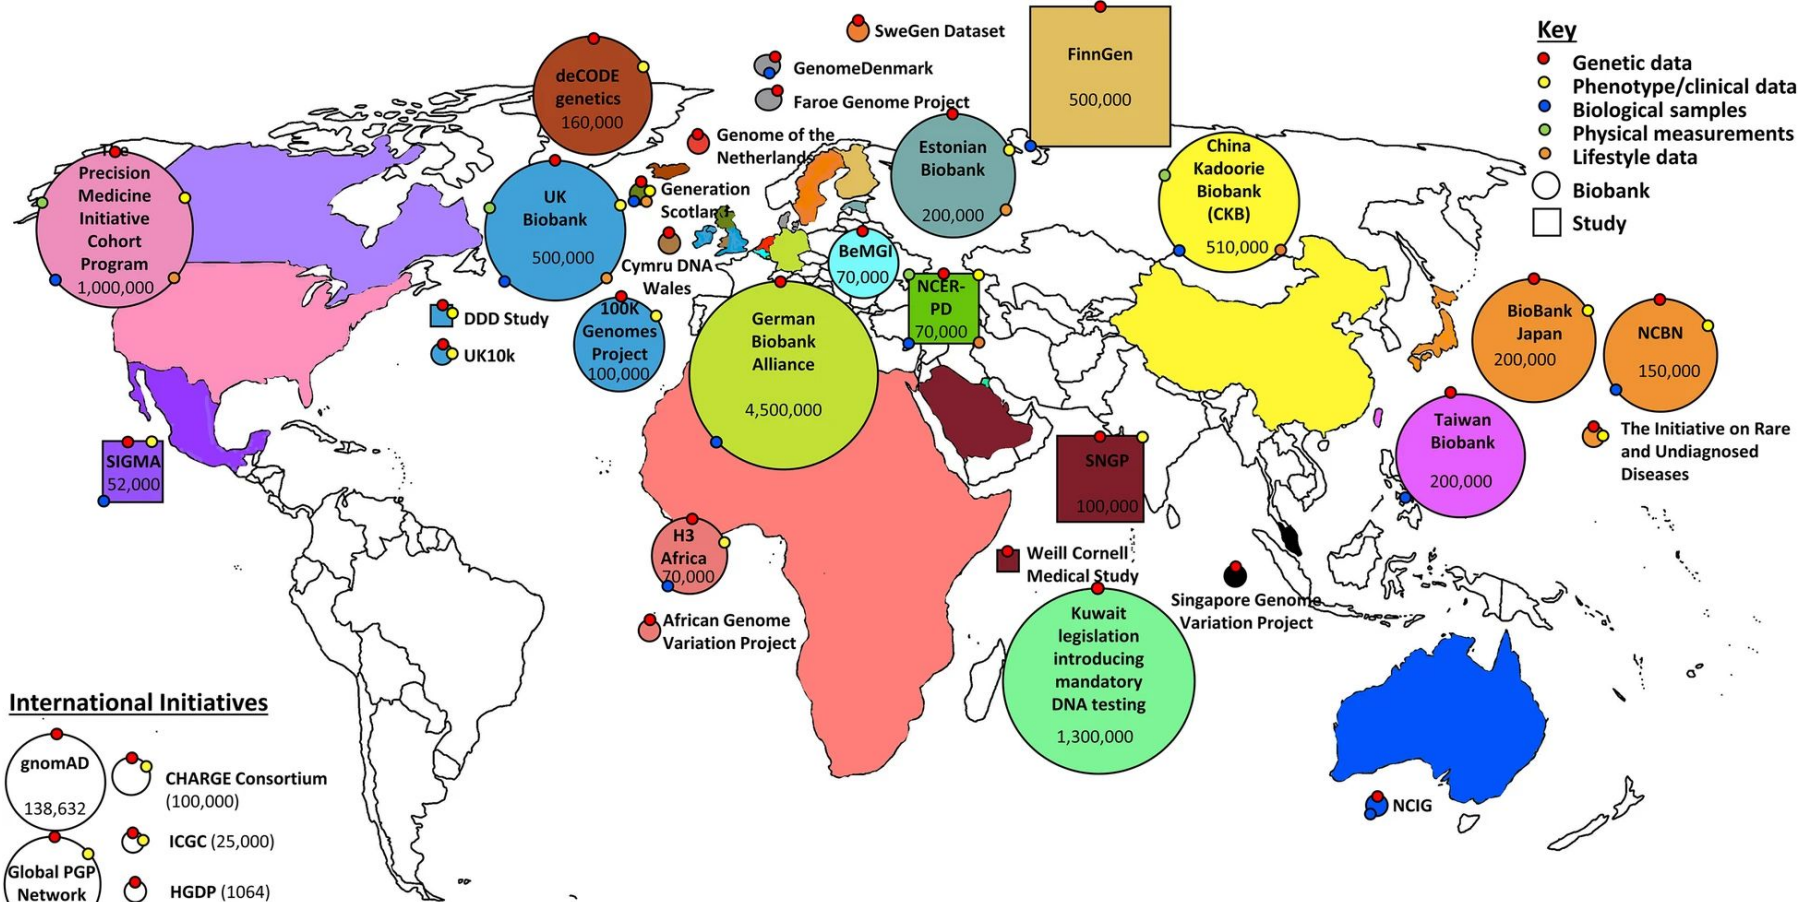 SweGen Dataset
GenomeDenmark
Faroe Genome Project
FinnGen
500,000
Key
Genetic data
Phenotype/clinical data
Biological samples
Physical measurements
Lifestyle data
Biobank
Study
deCODE
genetics
160,000
Genome of the
Netherlands
Estonian
Biobank
200,000
China
Kadoorie
Biobank
(CKB)
510,000
The
Precision
Medicine
Initiative
Cohort
Program
1,000,000
UK
Biobank
500,000
Generation
Scotland
Cymru DNA
Wales
BeMGI
70,000
NCER-
PD
70,000
DDD Study
UK10k
100K
Genomes
Project
100,000
German
Biobank
Alliance
4,500,000
BioBank
Japan
200,000
NCBN
150,000
Taiwan
Biobank
200,000
The Initiative on Rare
and Undiagnosed
Diseases
SIGMA
52,000
SNGP
100,000
H3
Africa
70,000
Weill Cornell
Medical Study
African Genome
Variation Project
Singapore Genome
Variation Project
Kuwait
legislation
introducing
mandatory
DNA testing
1,300,000
NCIG
International Initiatives
gnomAD
138,632
CHARGE Consortium
(100,000)
ICGC (25,000)
Global PGP
Network
HGDP (1064)